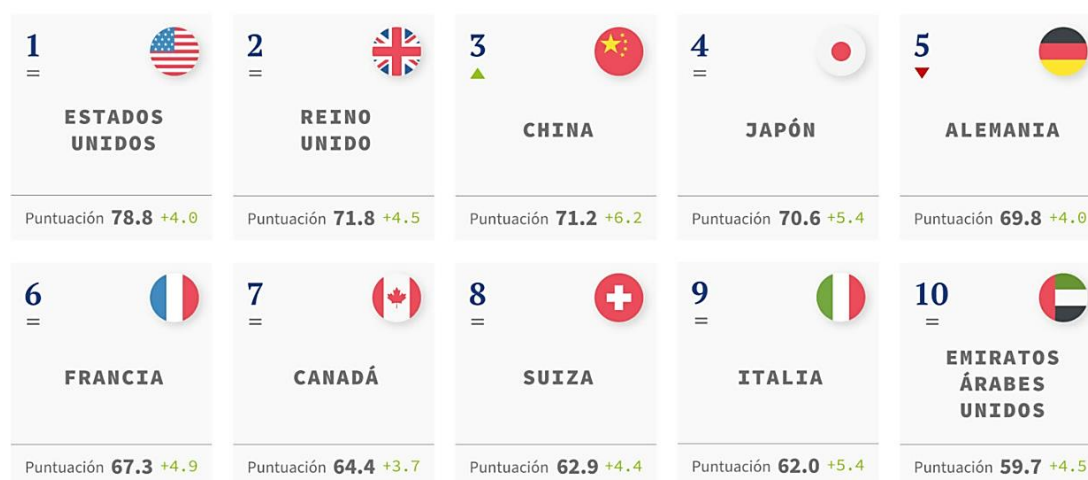 1
=
ESTADOS
UNIDOS
Puntuación 78.8 +4.0
2
=
REINO
UNIDO
Puntuación 71.8 +4.5
3
CHINA
Puntuación 71.2 +6.2
4
=
JAPÓN
Puntuación 70.6 +5.4
5
ALEMANIA
Puntuación 69.8 +4.0
6
=
FRANCIA
Puntuación 67.3 +4.9
7
=
CANADÁ
Puntuación 64.4 +3.7
8
=
SUIZA
Puntuación 62.9 +4.4
9
=
ITALIA
Puntuación 62.0 +5.4
10
=
EMIRATOS
ÁRABES
UNIDOS
Puntuación 59.7 +4.5